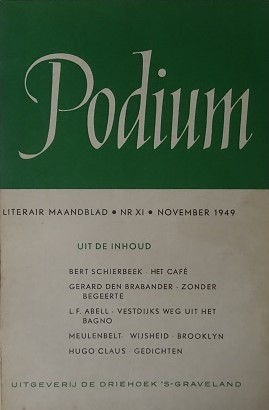 Podium
LITERAIR MAANDBLAD • NR XI • NOVEMBER 1949
UIT DE INHOUD
BERT SCHIERBEEK · HET CAFÉ
GERARD DEN BRABANDER · ZONDER
BEGEERTE
L.F. ABELL · VESTDIJKS WEG UIT HET
BAGNO
MEULENBELT · WIJSHEID · BROOKLYN
HUGO CLAUS · GEDICHTEN
UITGEVERIJ DE DRIEHOEK 'S-GRAVELAND